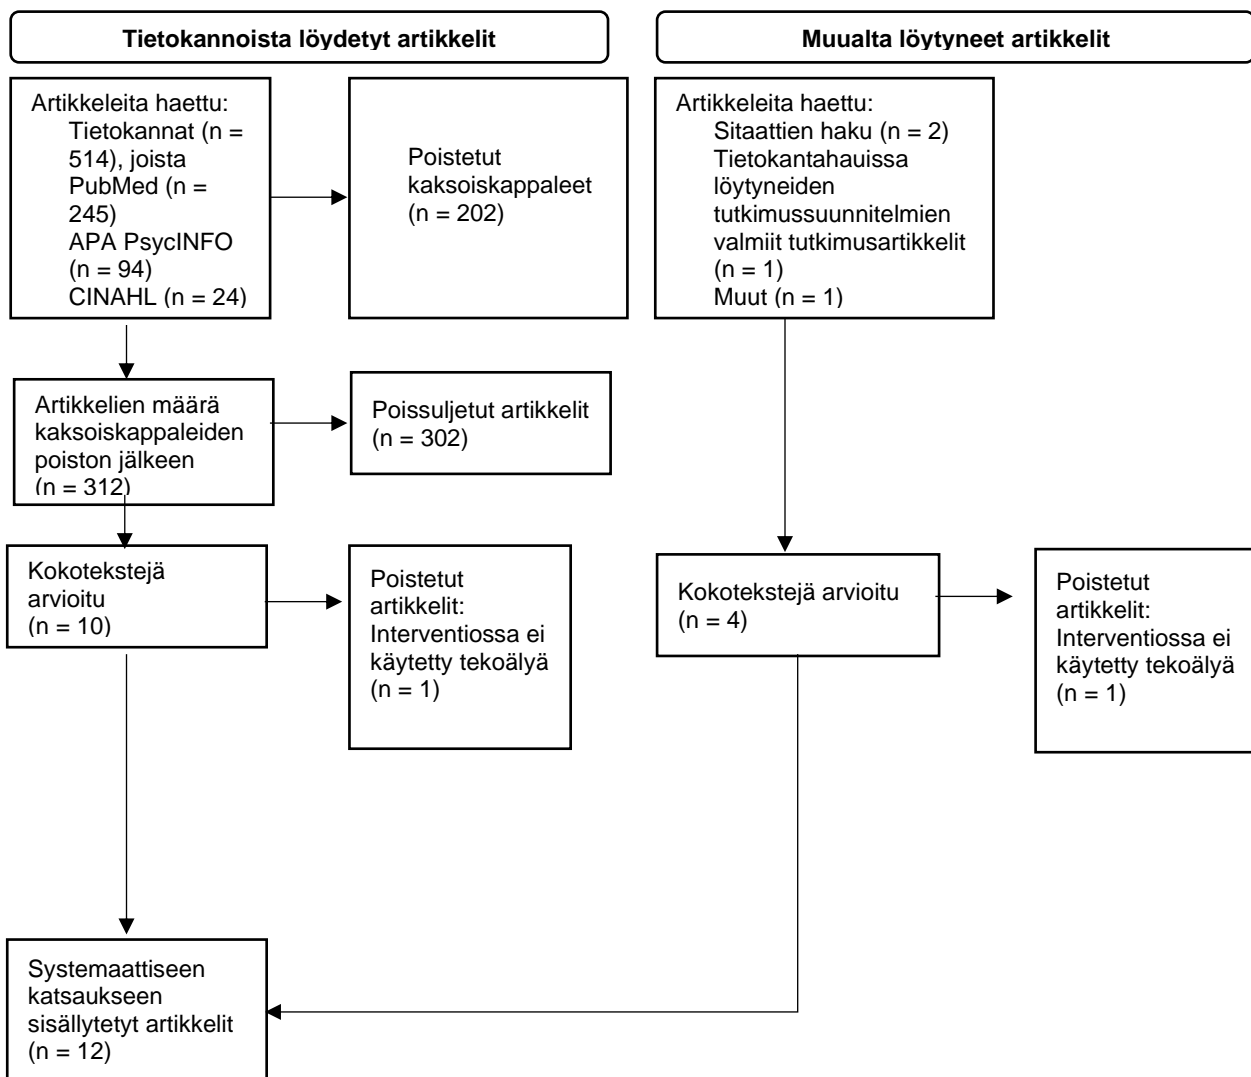 Tietokannoista löydetyt artikkelit
Muualta löytyneet artikkelit
Artikkeleita haettu:
Tietokannat (n =
514), joista
PubMed (n =
245)
APA PsycINFO
(n = 94)
CINAHL (n = 24)
Poistetut
kaksoiskappaleet
(n = 202)
Artikkeleita haettu:
Sitaattien haku (n = 2)
Tietokantahauissa
löytyneiden
tutkimussuunnitelmien
valmiit tutkimusartikkelit
(n = 1)
Muut (n = 1)
Artikkelien määrä
kaksoiskappaleiden
poiston jälkeen
(n = 312)
Poissuljetut artikkelit
(n = 302)
Kokotekstejä
arvioitu
(n = 10)
Poistetut
artikkelit:
Interventiossa ei
käytetty tekoälyä
(n = 1)
Kokotekstejä arvioitu
(n = 4)
Poistetut
artikkelit:
Interventiossa ei
käytetty tekoälyä
(n = 1)
Systemaattiseen
katsaukseen
sisällytetyt artikkelit
(n = 12)